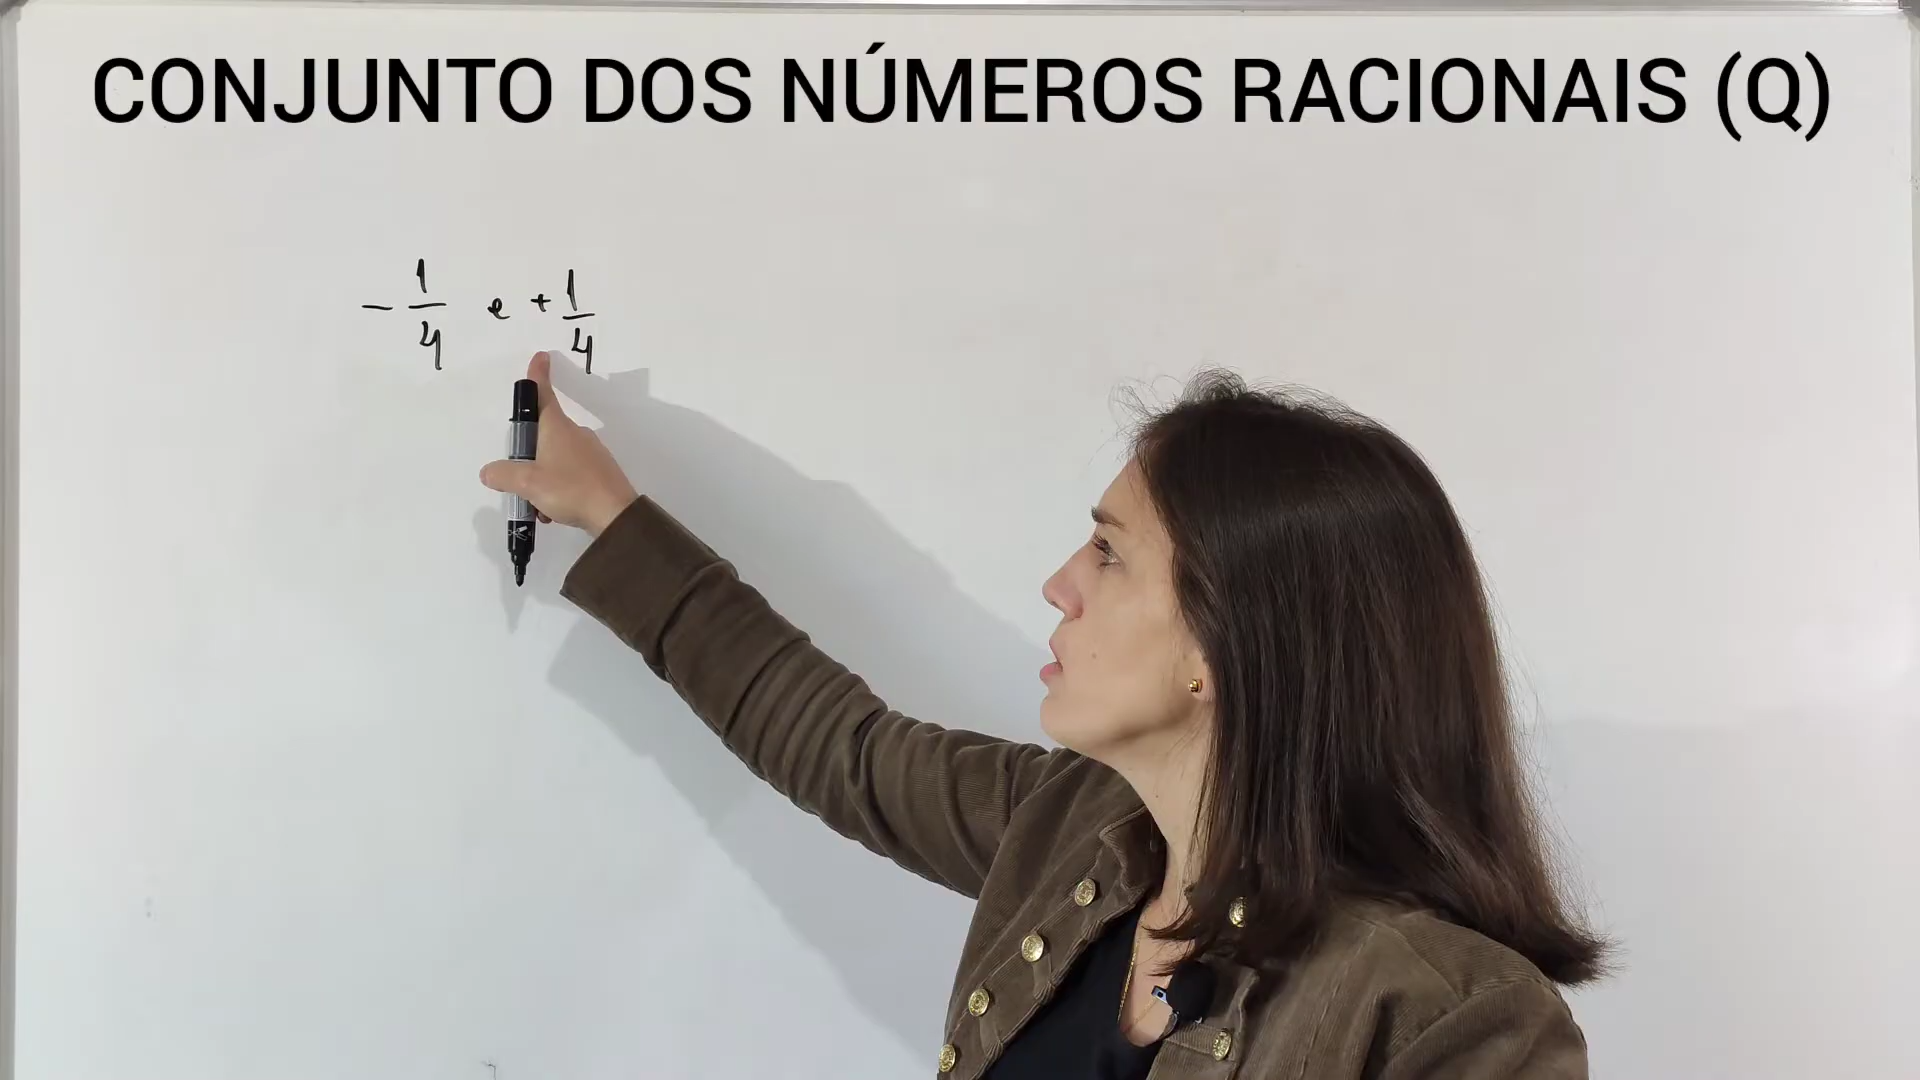 CONJUNTO DOS NÚMEROS RACIONAIS (Q)
- 1/4 e + 1/4